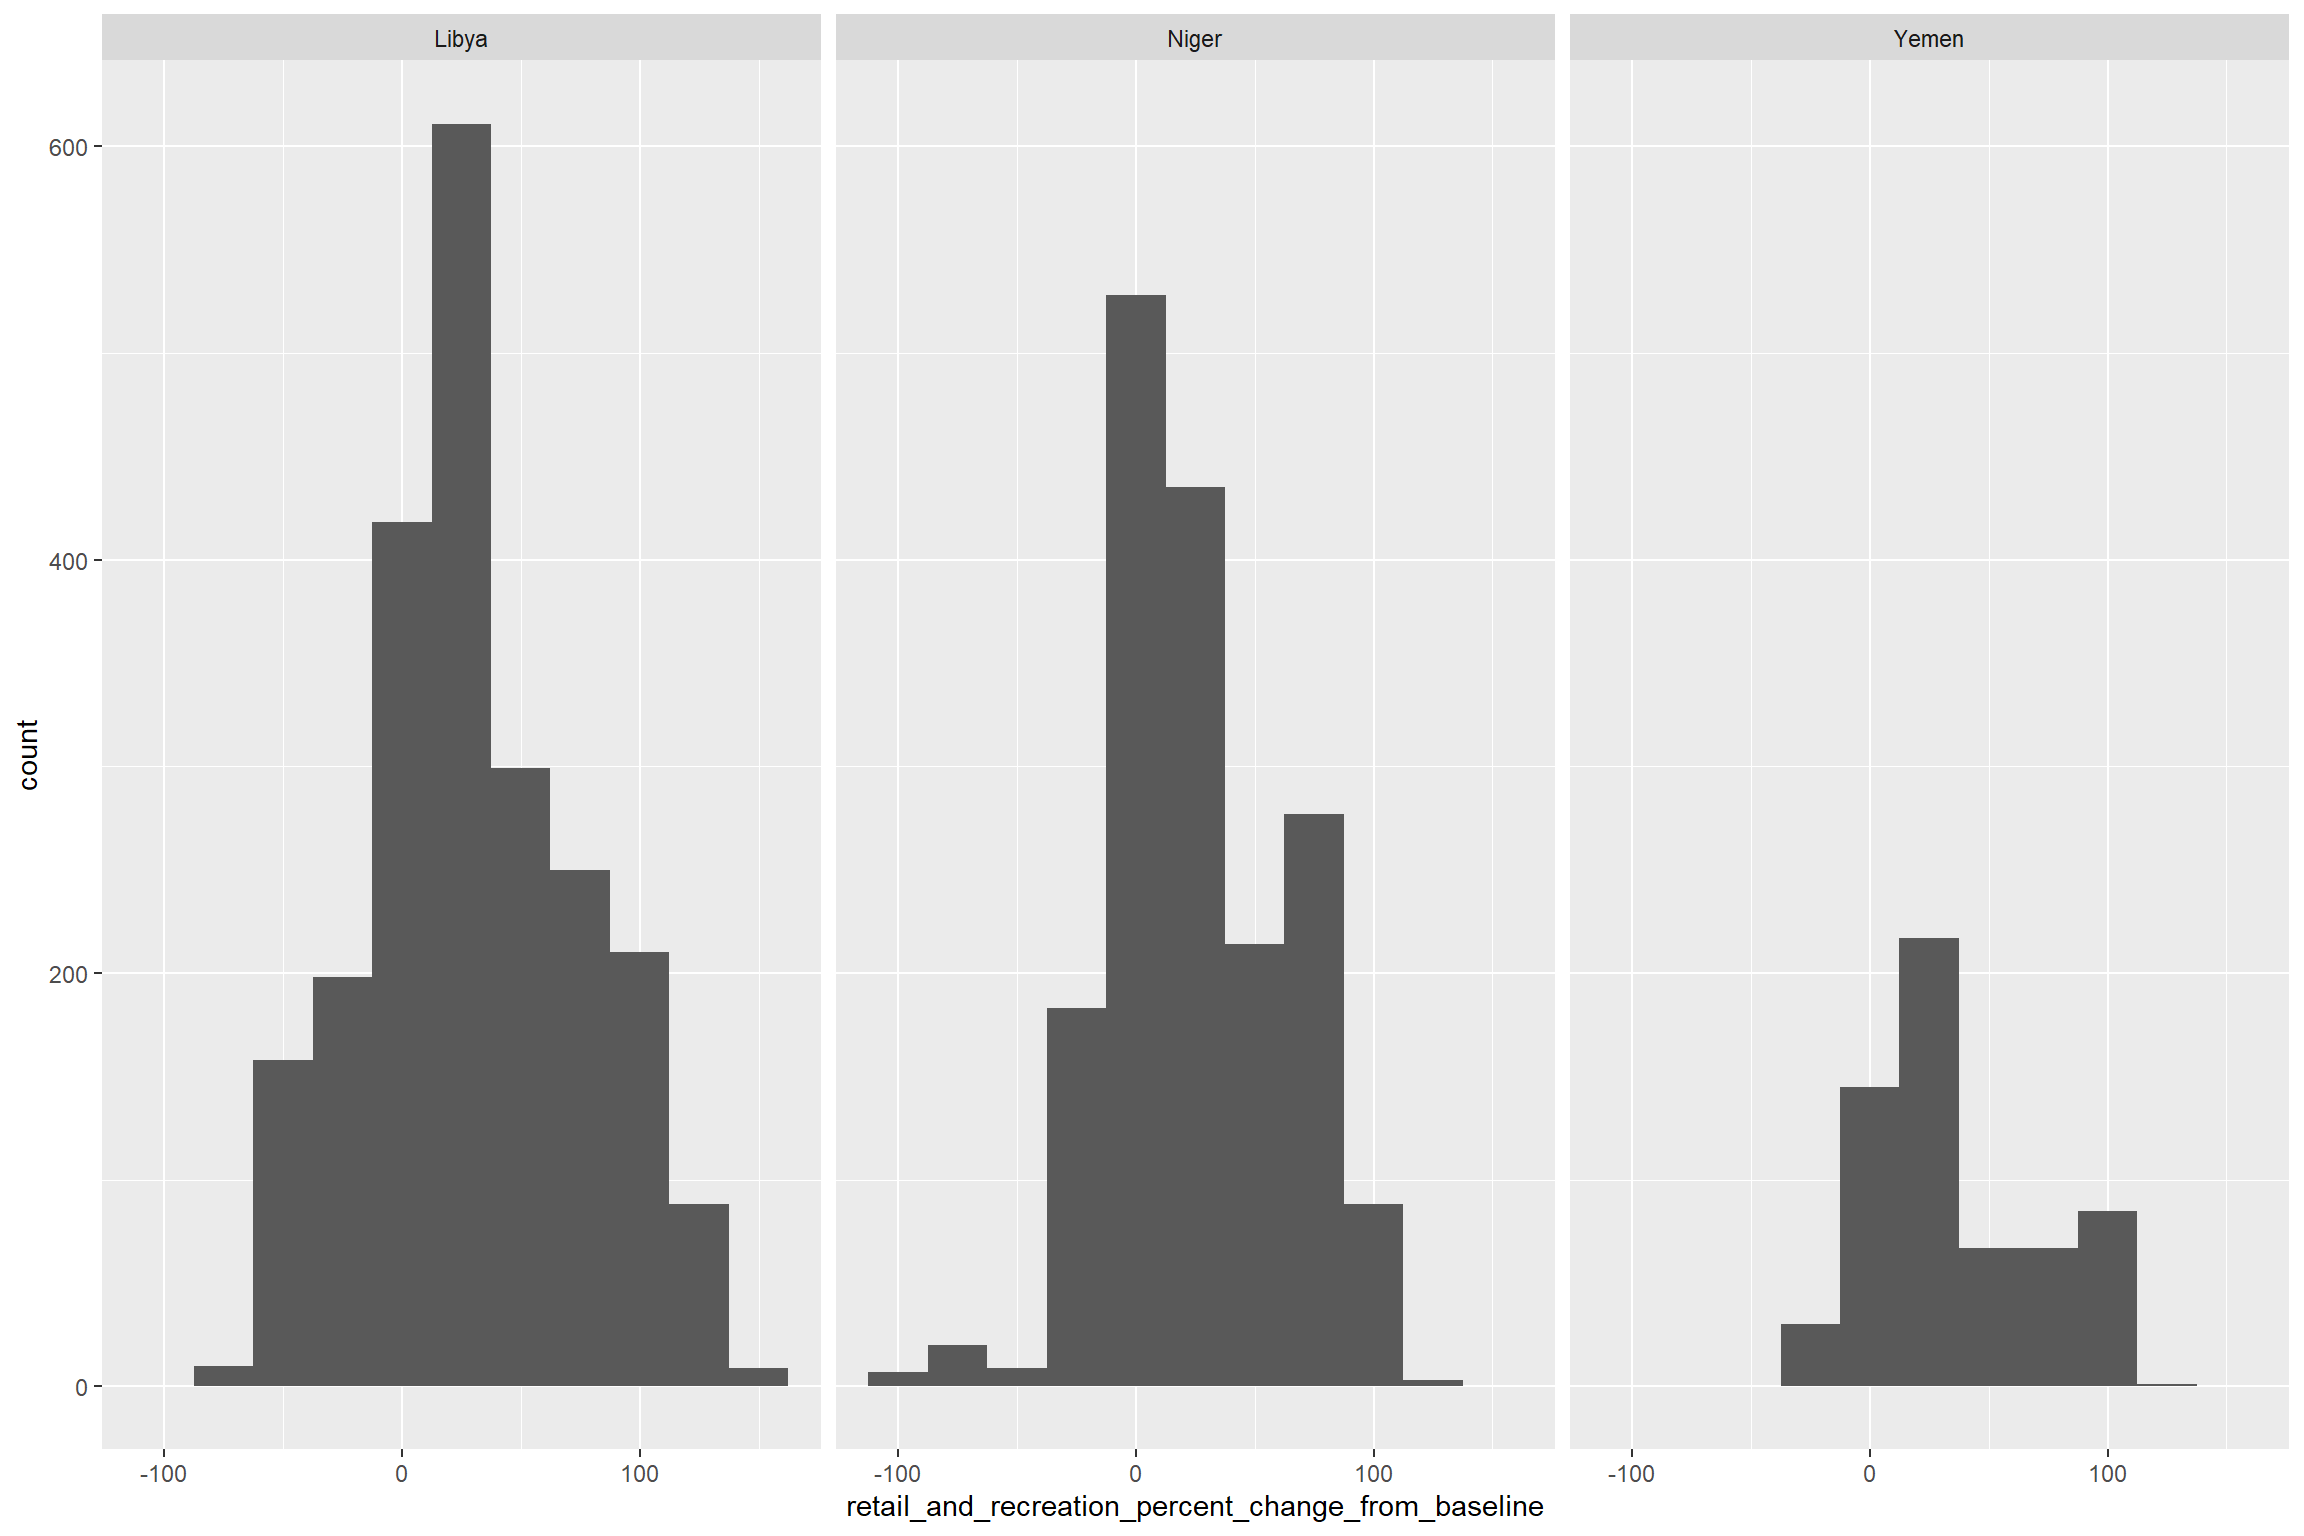 Libya
Niger
Yemen
600
400
200
0
count
-100 0 100
-100 0 100
-100 0 100
retail_and_recreation_percent_change_from_baseline